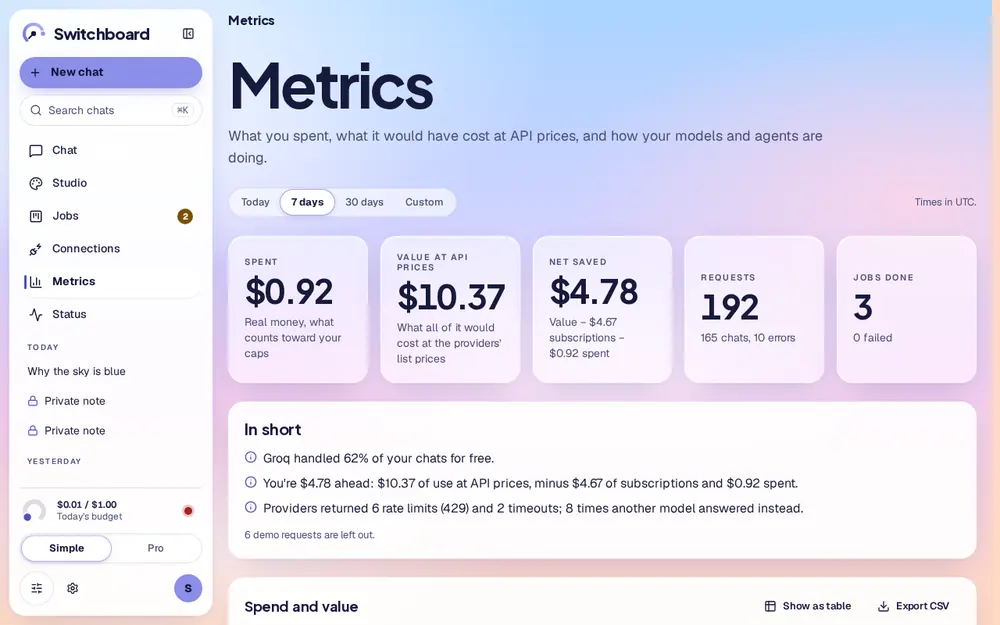 Switchboard
New chat
Search chats
⌘K
Chat
Studio
Jobs
2
Connections
Metrics
Status
TODAY
Why the sky is blue
Private note
Private note
YESTERDAY
$0.01 / $1.00
Today's budget
Simple
Pro
S
Metrics
Metrics
What you spent, what it would have cost at API prices, and how your models and agents are
doing.
Today
7 days
30 days
Custom
Times in UTC.
SPENT
$0.92
Real money, what
counts toward your
caps
VALUE AT API
PRICES
$10.37
What all of it would
cost at the providers'
list prices
NET SAVED
$4.78
Value – $4.67
subscriptions –
$0.92 spent
REQUESTS
192
165 chats, 10 errors
JOBS DONE
3
0 failed
In short
Groq handled 62% of your chats for free.
You're $4.78 ahead: $10.37 of use at API prices, minus $4.67 of subscriptions and $0.92 spent.
Providers returned 6 rate limits (429) and 2 timeouts; 8 times another model answered instead.
6 demo requests are left out.
Spend and value
Show as table
Export CSV